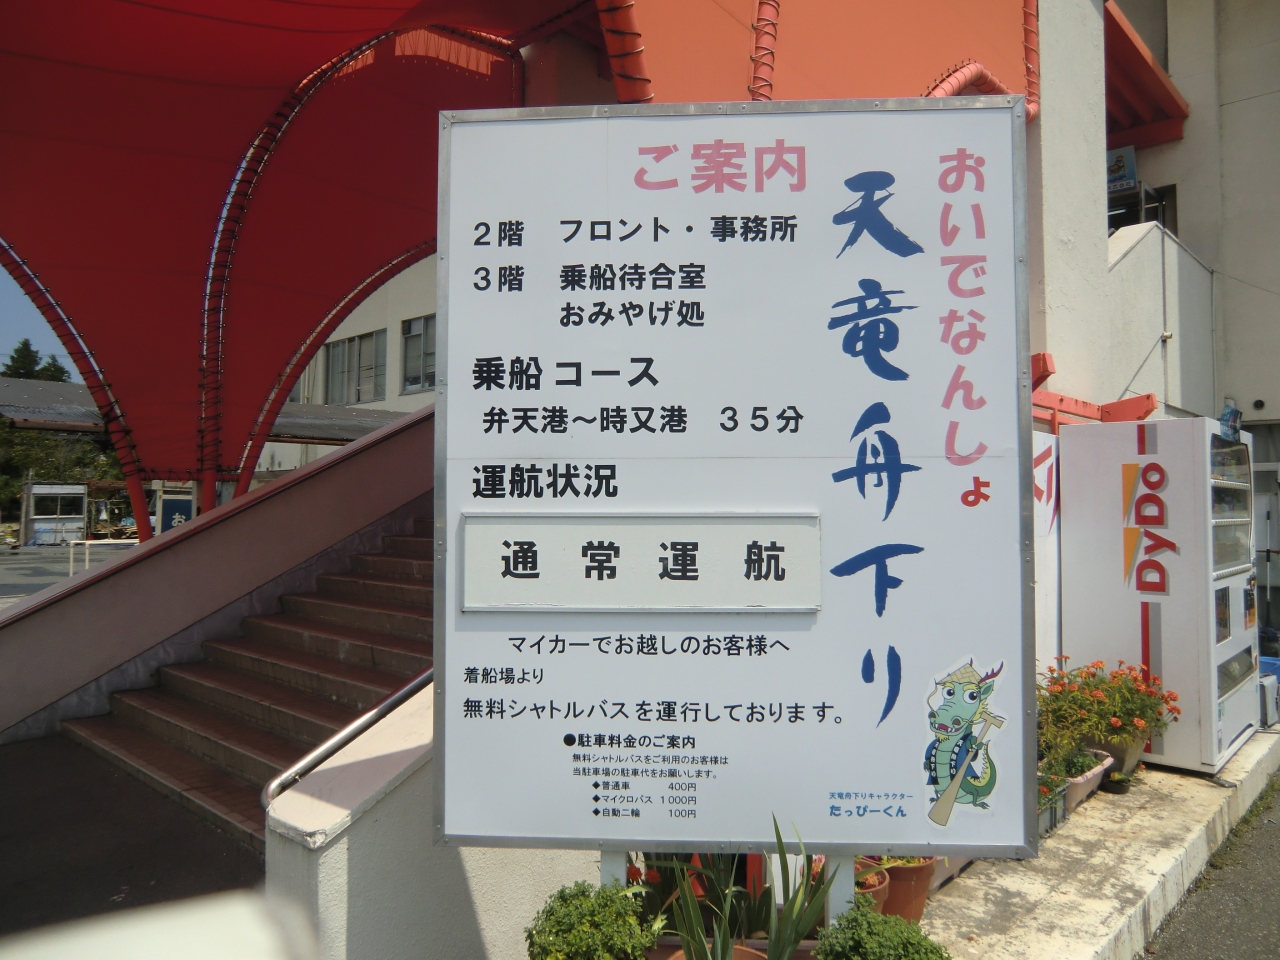 おいでなんしょ
天竜舟下り
ご案内
2階 フロント・事務所
3階 乗船待合室
おみやげ処
乗船コース
弁天港～時又港 35分
運航状況
通常運航
マイカーでお越しのお客様へ
着船場より
無料シャトルバスを運行しております。
●駐車料金のご案内
無料シャトルバスをご利用のお客様は
当駐車場の駐車代をお願いします。
◆普通車 400円
◆マイクロバス 1000円
◆自動二輪 100円
天竜舟下りキャラクター
たっぴーくん
DyDo
お